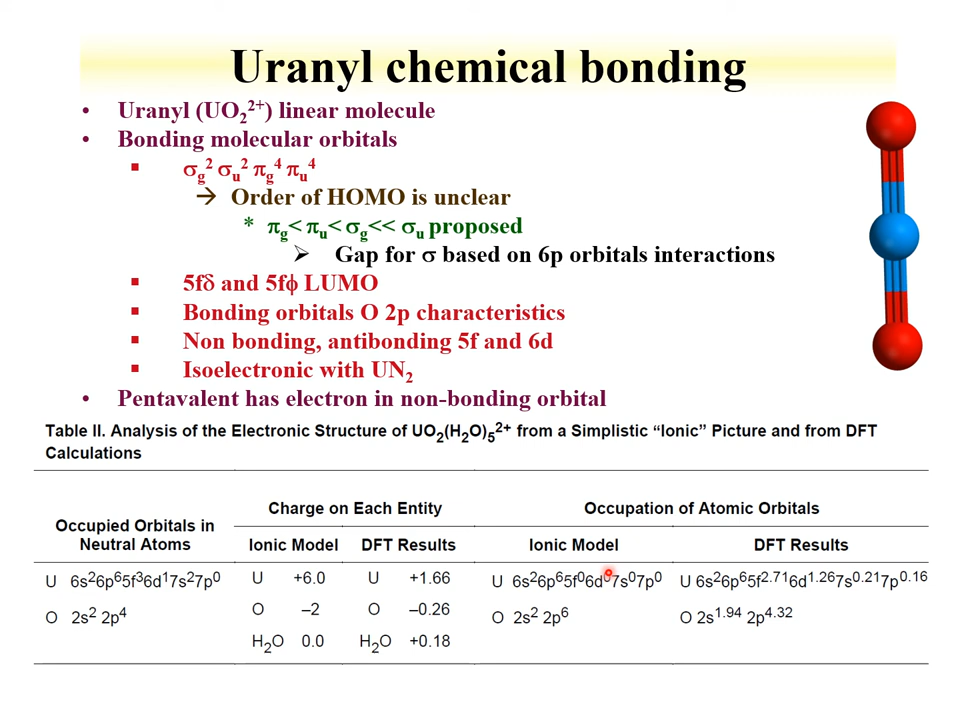 Uranyl chemical bonding
• Uranyl (UO₂²⁺) linear molecule
• Bonding molecular orbitals
▪ σg² σu² πg⁴ πu⁴
→ Order of HOMO is unclear
* πg< πu< σg<< σu proposed
➢ Gap for σ based on 6p orbitals interactions
▪ 5fδ and 5fϕ LUMO
▪ Bonding orbitals O 2p characteristics
▪ Non bonding, antibonding 5f and 6d
▪ Isoelectronic with UN₂
• Pentavalent has electron in non-bonding orbital
Table II. Analysis of the Electronic Structure of UO₂(H₂O)₅²⁺ from a Simplistic “Ionic” Picture and from DFT
Calculations
Occupied Orbitals in
Neutral Atoms
Charge on Each Entity
Occupation of Atomic Orbitals
Ionic Model DFT Results Ionic Model DFT Results
U 6s²6p⁶5f³6d¹7s²7p⁰ U +6.0 U +1.66 U 6s²6p⁶5f⁰6d⁰7s⁰7p⁰ U 6s²6p⁶5f²·⁷¹6d¹·²⁶7s⁰·²¹7p⁰·¹⁶
O 2s² 2p⁴ O –2 O –0.26 O 2s² 2p⁶ O 2s¹·⁹⁴ 2p⁴·³²
H₂O 0.0 H₂O +0.18